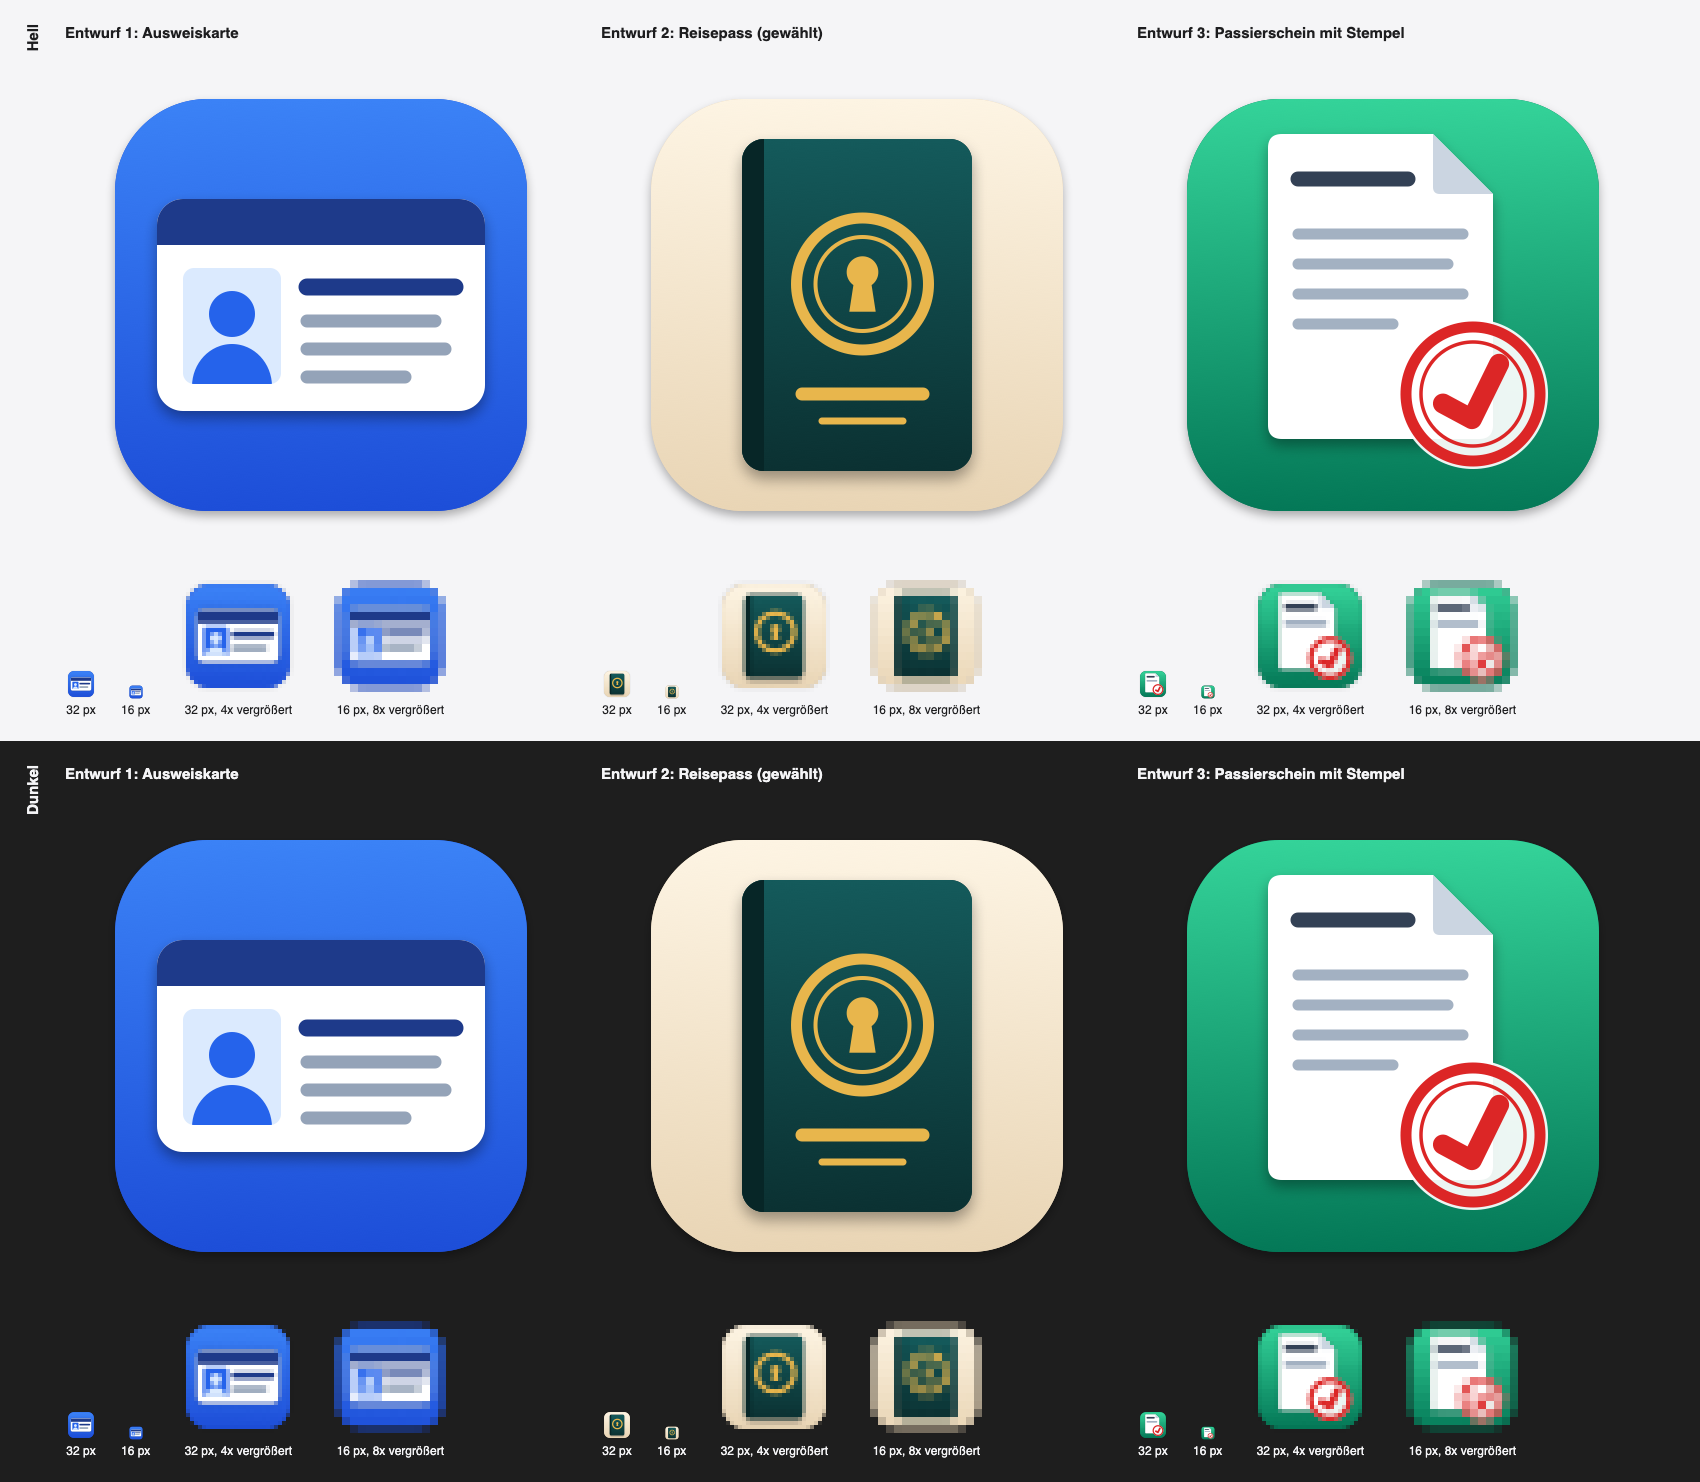 Hell
Entwurf 1: Ausweiskarte
Entwurf 2: Reisepass (gewählt)
Entwurf 3: Passierschein mit Stempel
32 px
16 px
32 px, 4x vergrößert
16 px, 8x vergrößert
32 px
16 px
32 px, 4x vergrößert
16 px, 8x vergrößert
32 px
16 px
32 px, 4x vergrößert
16 px, 8x vergrößert
Dunkel
Entwurf 1: Ausweiskarte
Entwurf 2: Reisepass (gewählt)
Entwurf 3: Passierschein mit Stempel
32 px
16 px
32 px, 4x vergrößert
16 px, 8x vergrößert
32 px
16 px
32 px, 4x vergrößert
16 px, 8x vergrößert
32 px
16 px
32 px, 4x vergrößert
16 px, 8x vergrößert